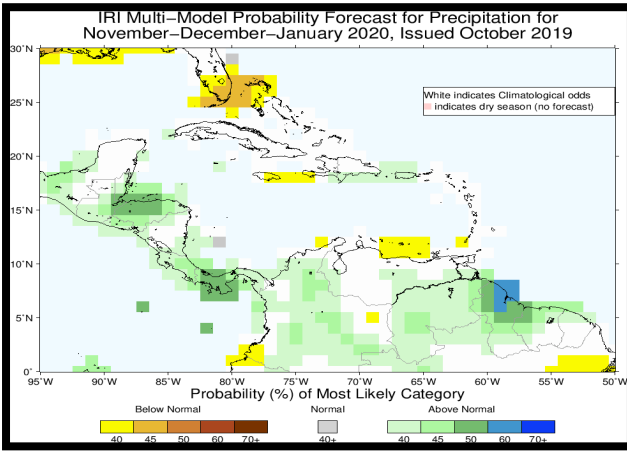 IRI Multi–Model Probability Forecast for Precipitation for
November–December–January 2020, Issued October 2019
30˚N
25˚N
20˚N
15˚N
10˚N
5˚N
0˚
White indicates Climatological odds
indicates dry season (no forecast)
95˚W 90˚W 85˚W 80˚W 75˚W 70˚W 65˚W 60˚W 55˚W 50˚W
Probability (%) of Most Likely Category
Below Normal Normal Above Normal
40 45 50 60 70+ 40+ 40 45 50 60 70+